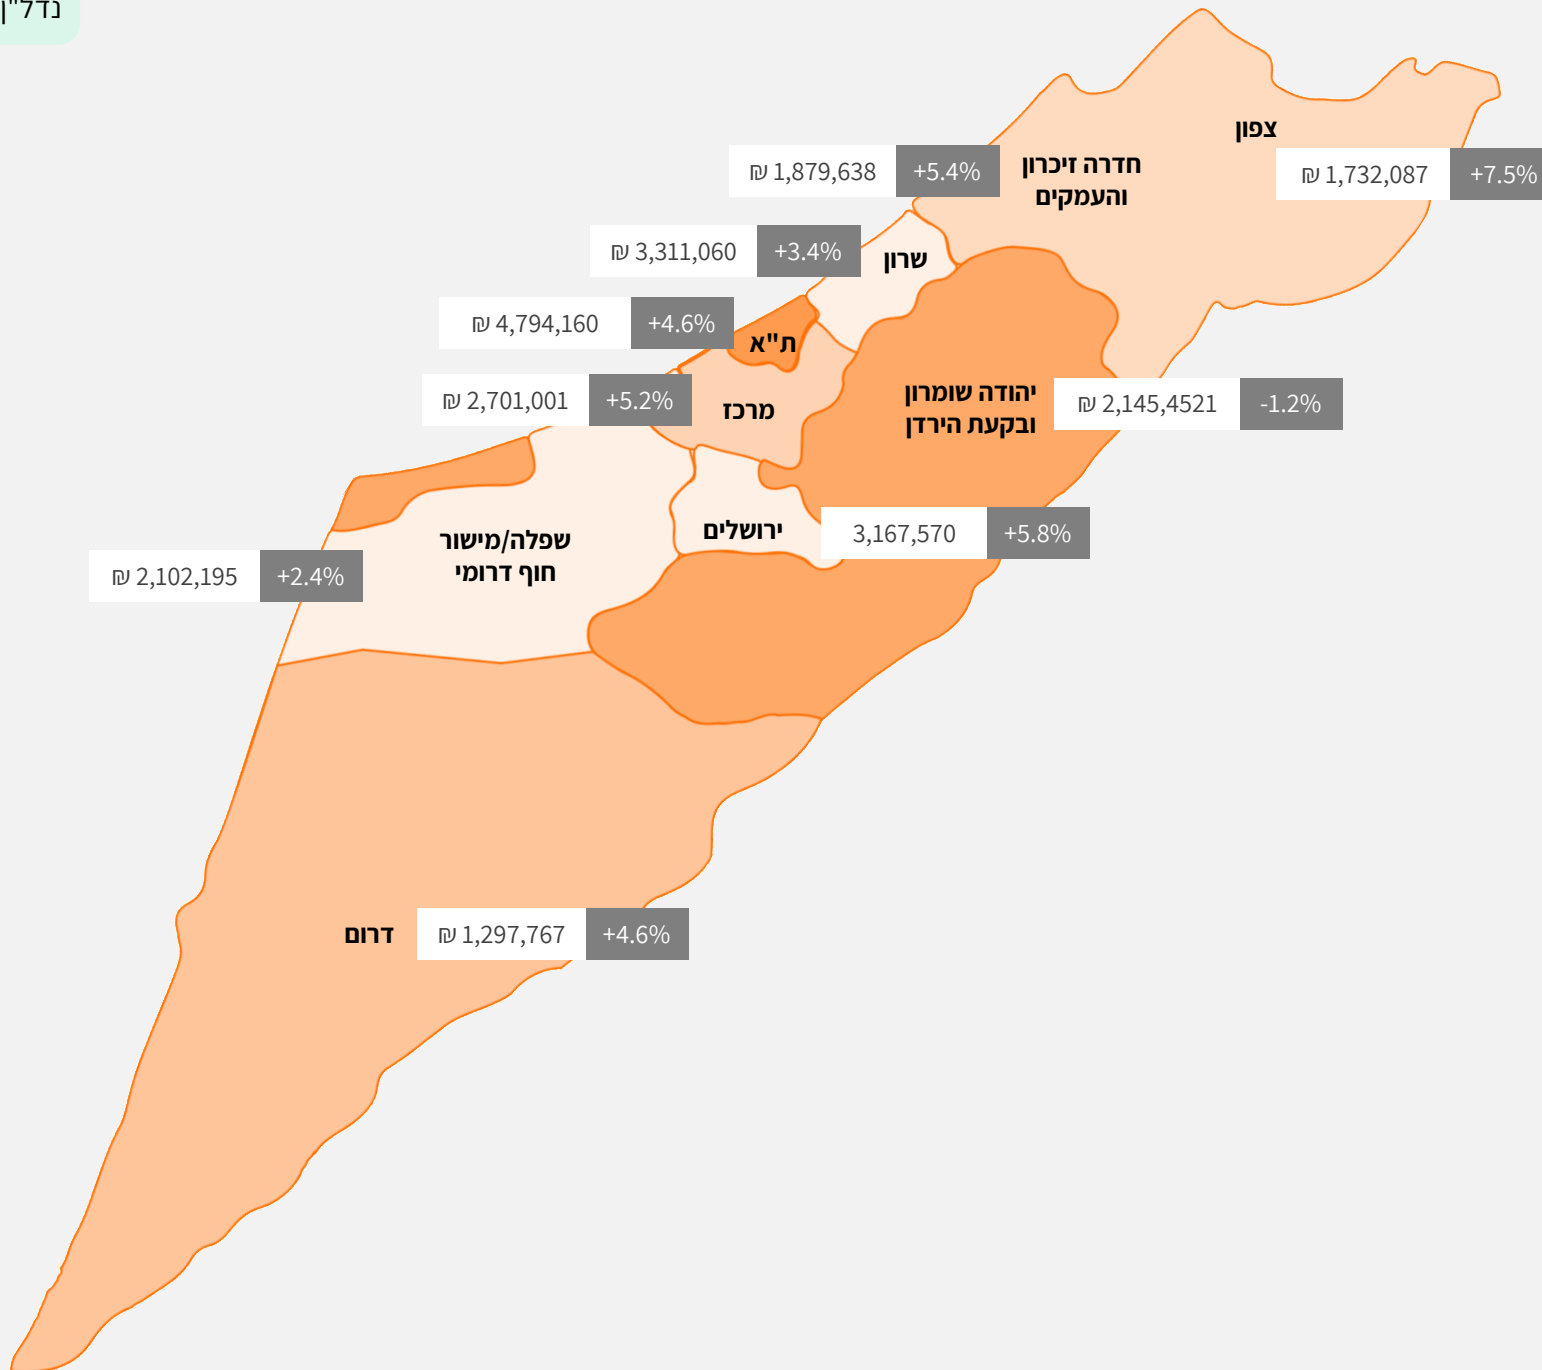 נדל"ן
צפון
₪ 1,732,087 +7.5%
חדרה זיכרון
והעמקים
₪ 1,879,638 +5.4%
שרון
₪ 3,311,060 +3.4%
ת"א
₪ 4,794,160 +4.6%
מרכז
₪ 2,701,001 +5.2%
יהודה שומרון
ובקעת הירדן
₪ 2,145,4521 -1.2%
ירושלים
3,167,570 +5.8%
שפלה/מישור
חוף דרומי
₪ 2,102,195 +2.4%
דרום
₪ 1,297,767 +4.6%